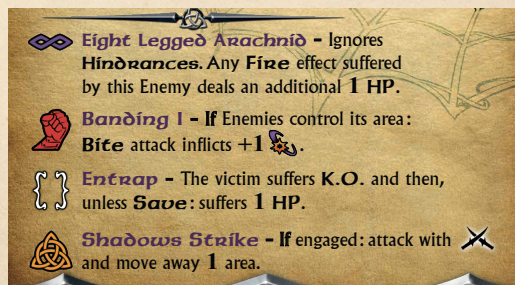 Eight Legged Arachnid - Ignores
Hindrances. Any Fire effect suffered
by this Enemy deals an additional 1 HP.
Banding I - If Enemies control its area:
Bite attack inflicts +1 .
Entrap - The victim suffers K.O. and then,
unless Save: suffers 1 HP.
Shadows Strike - If engaged: attack with
and move away 1 area.